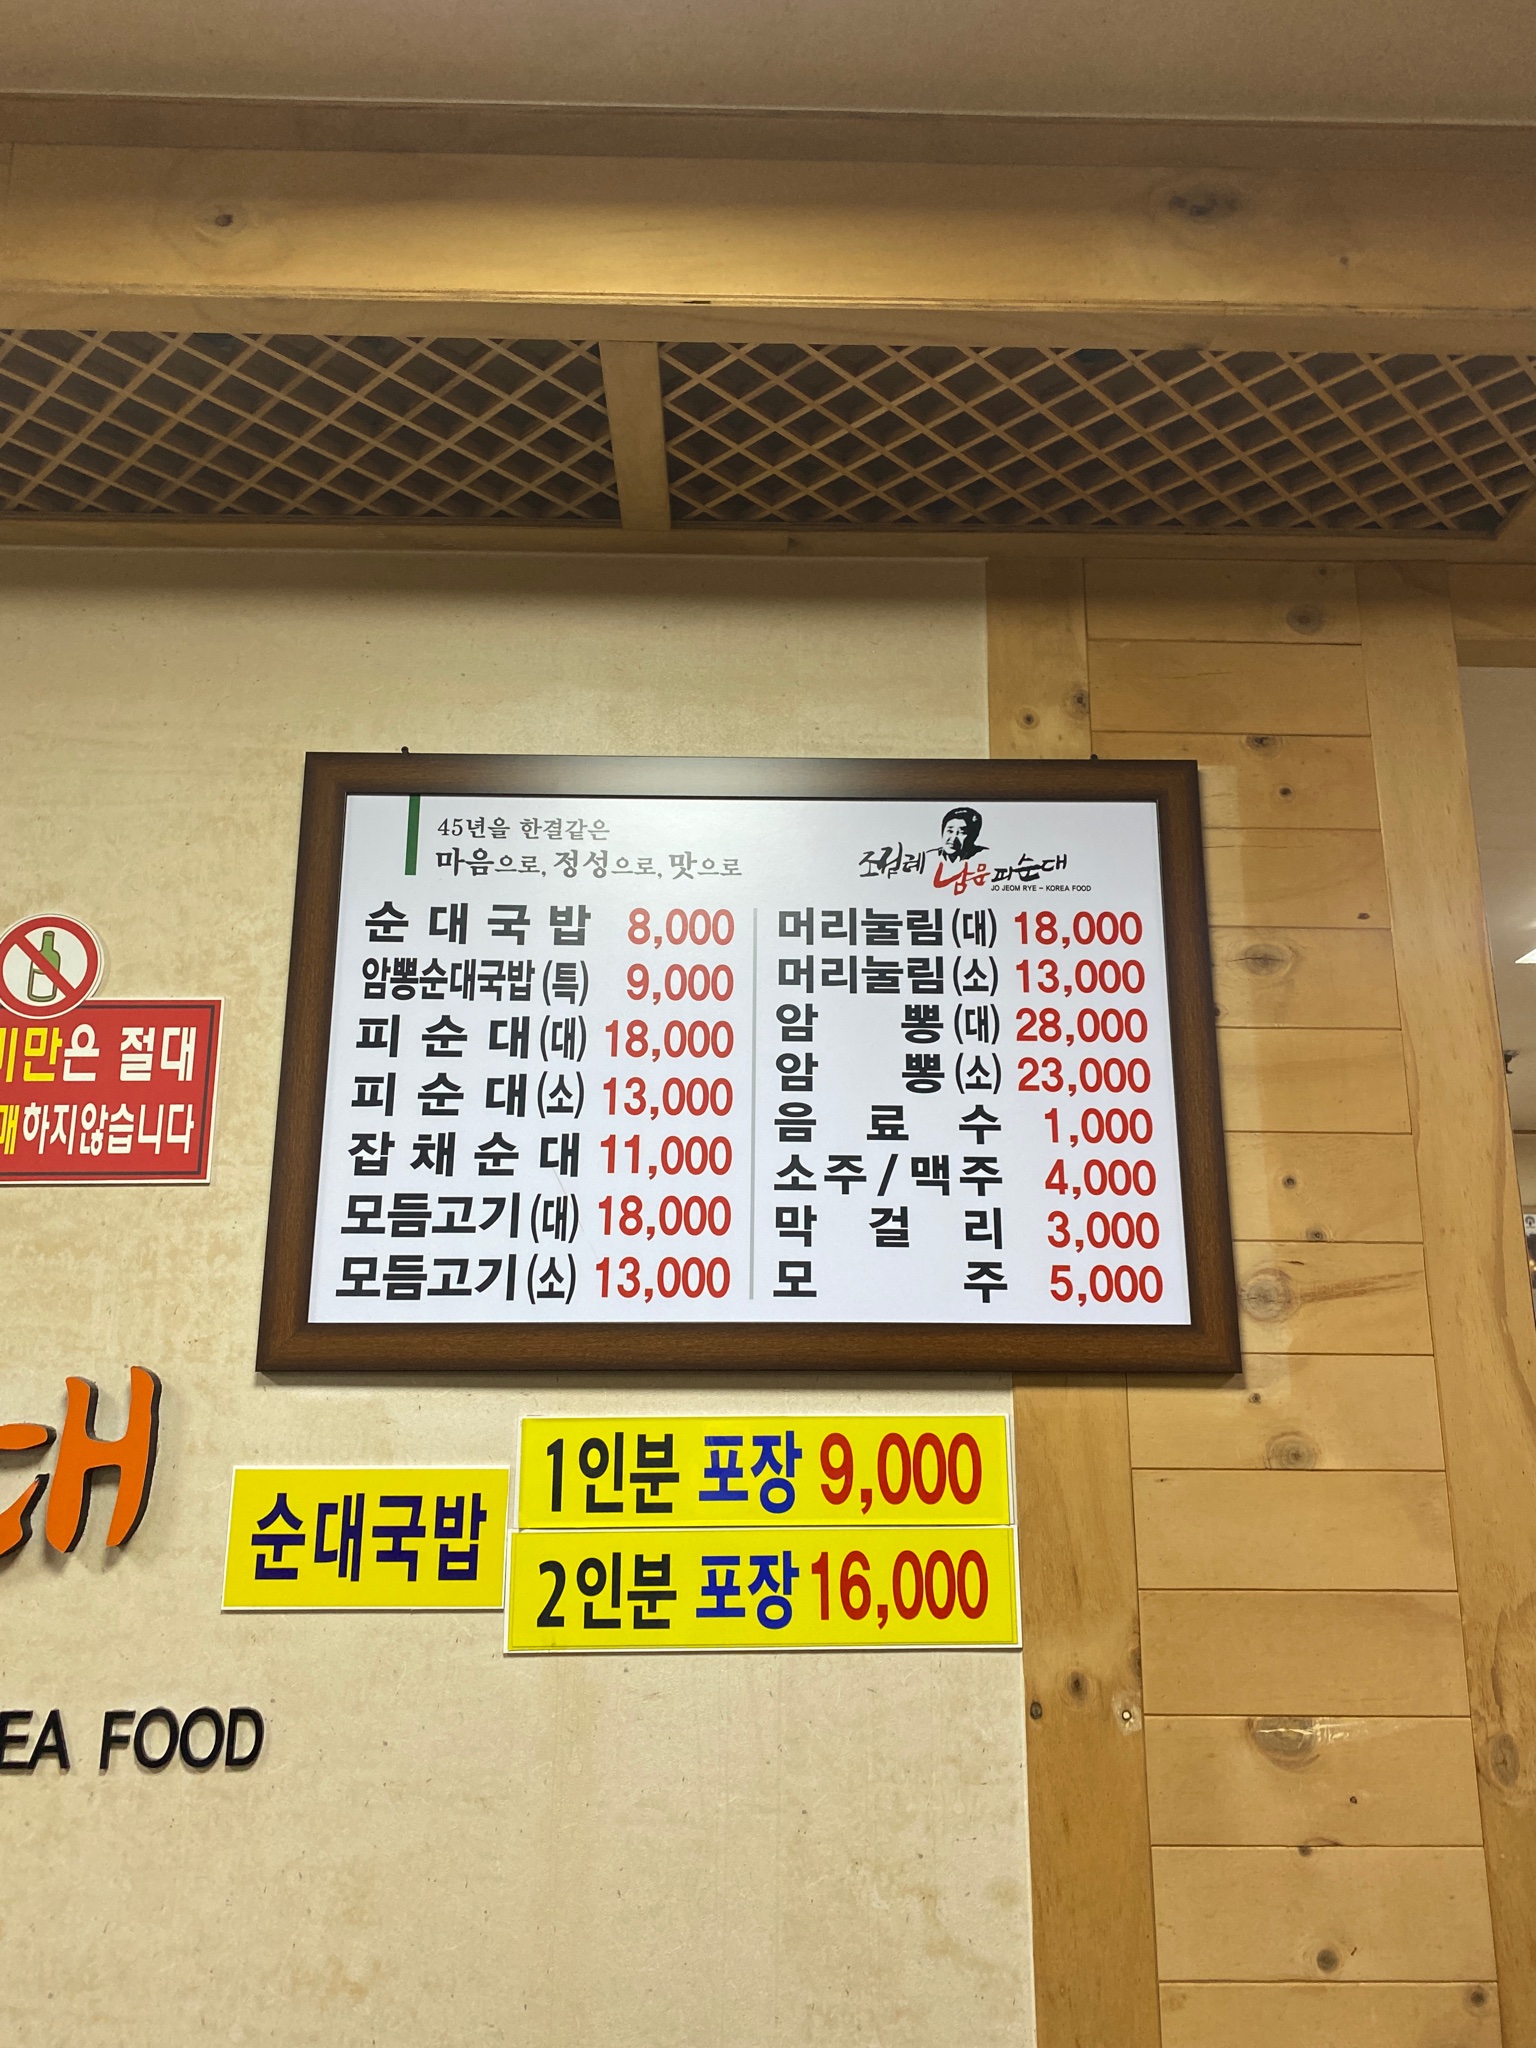 45년을 한결같은
마음으로, 정성으로, 맛으로
조점례 남문피순대
JO JEOM RYE - KOREA FOOD
순대국밥 8,000
암뽕순대국밥(특) 9,000
피순대(대) 18,000
피순대(소) 13,000
잡채순대 11,000
모듬고기(대) 18,000
모듬고기(소) 13,000
머리눌림(대) 18,000
머리눌림(소) 13,000
암뽕(대) 28,000
암뽕(소) 23,000
음료수 1,000
소주/맥주 4,000
막걸리 3,000
모주 5,000
미만은 절대
매하지않습니다
대
순대국밥
1인분 포장 9,000
2인분 포장 16,000
EA FOOD